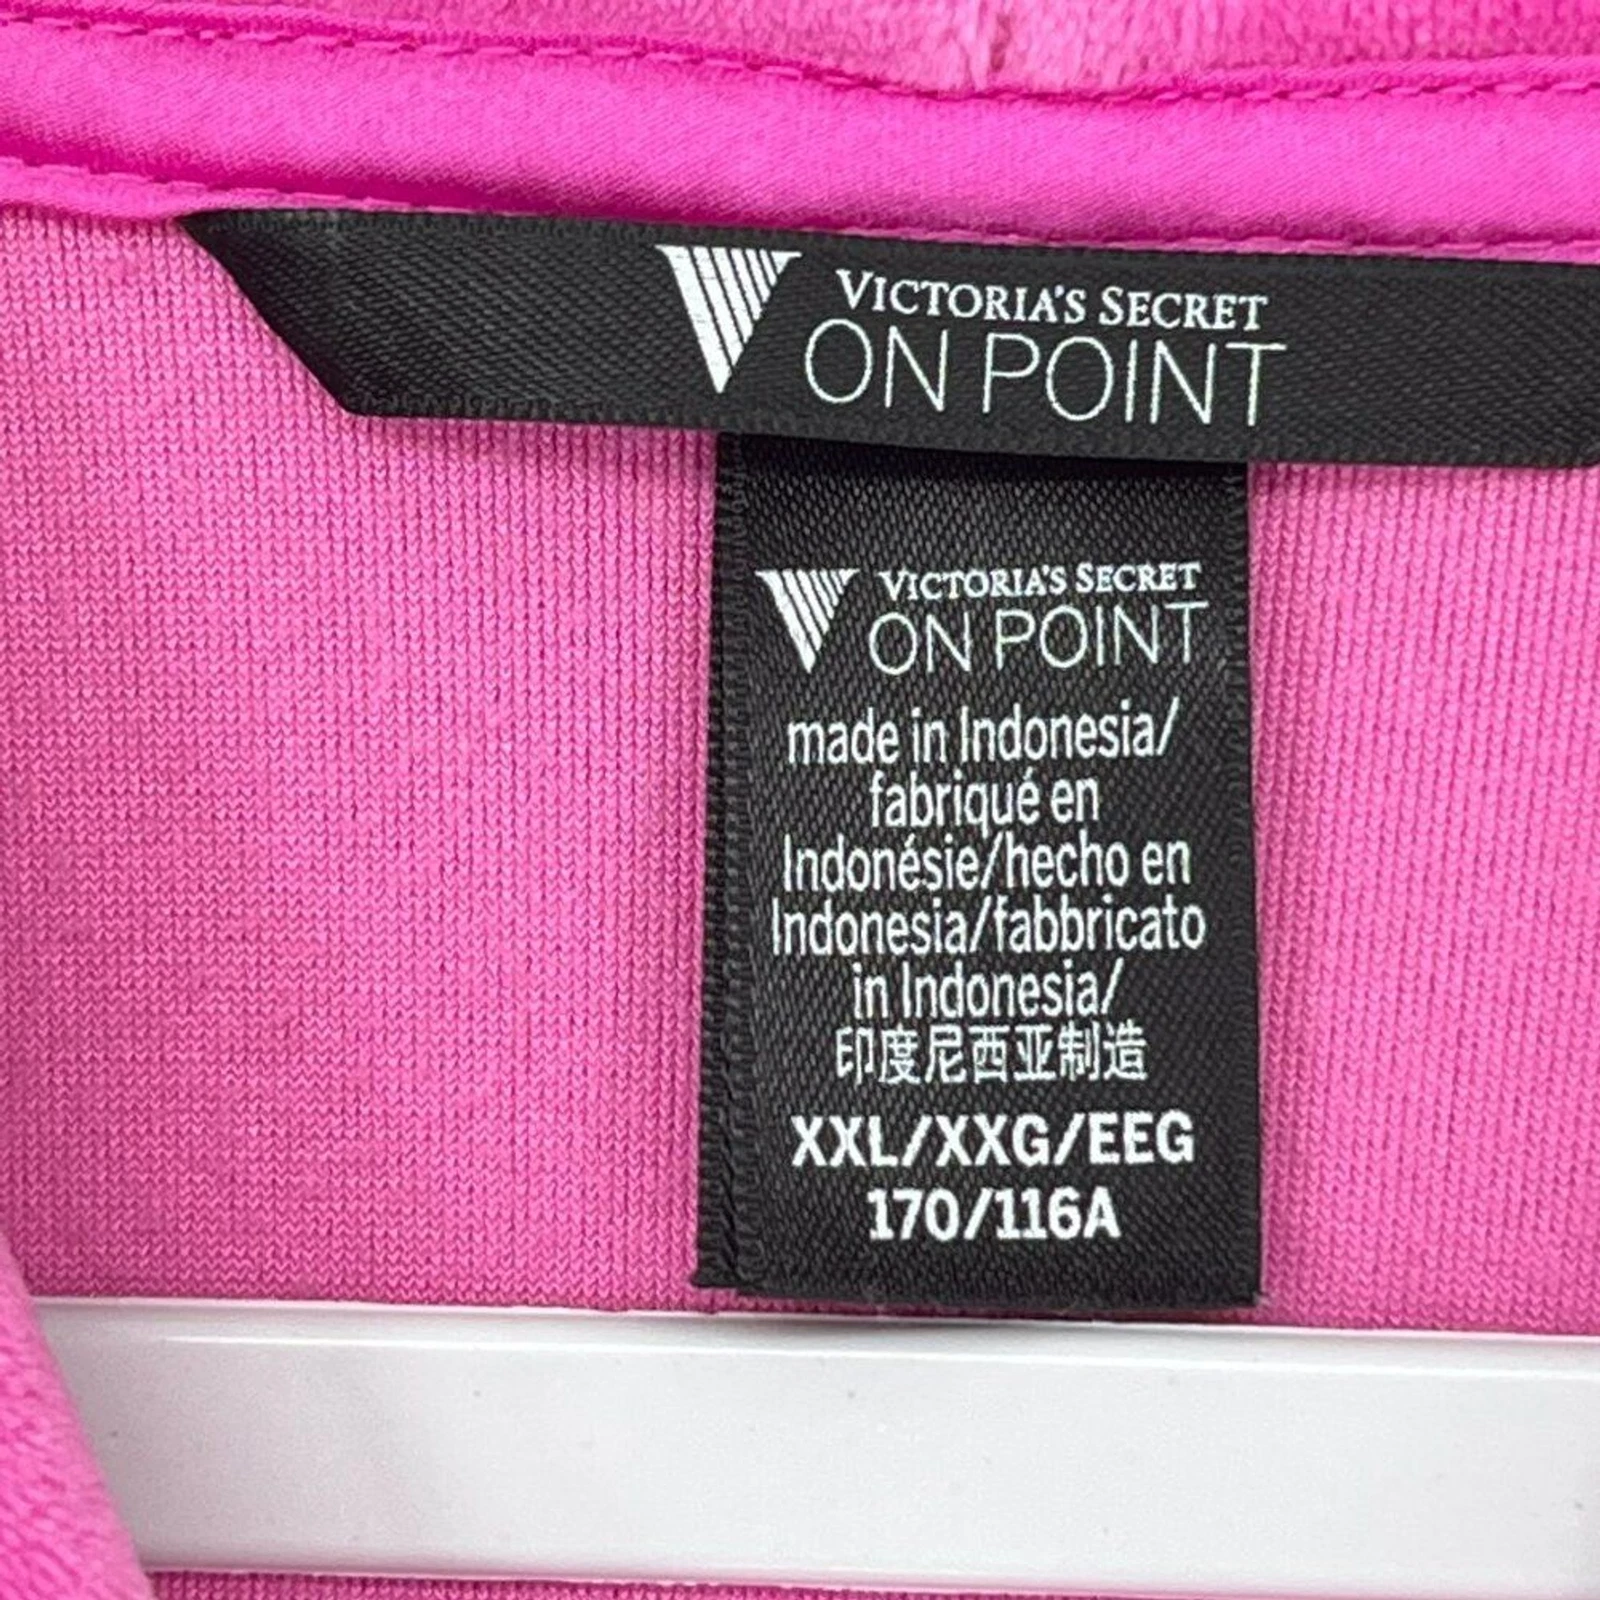 VICTORIA'S SECRET
ON POINT
VICTORIA'S SECRET
ON POINT
made in Indonesia/
fabriqué en
Indonésie/hecho en
Indonesia/fabbricato
in Indonesia/
印度尼西亚制造
XXL/XXG/EEG
170/116A